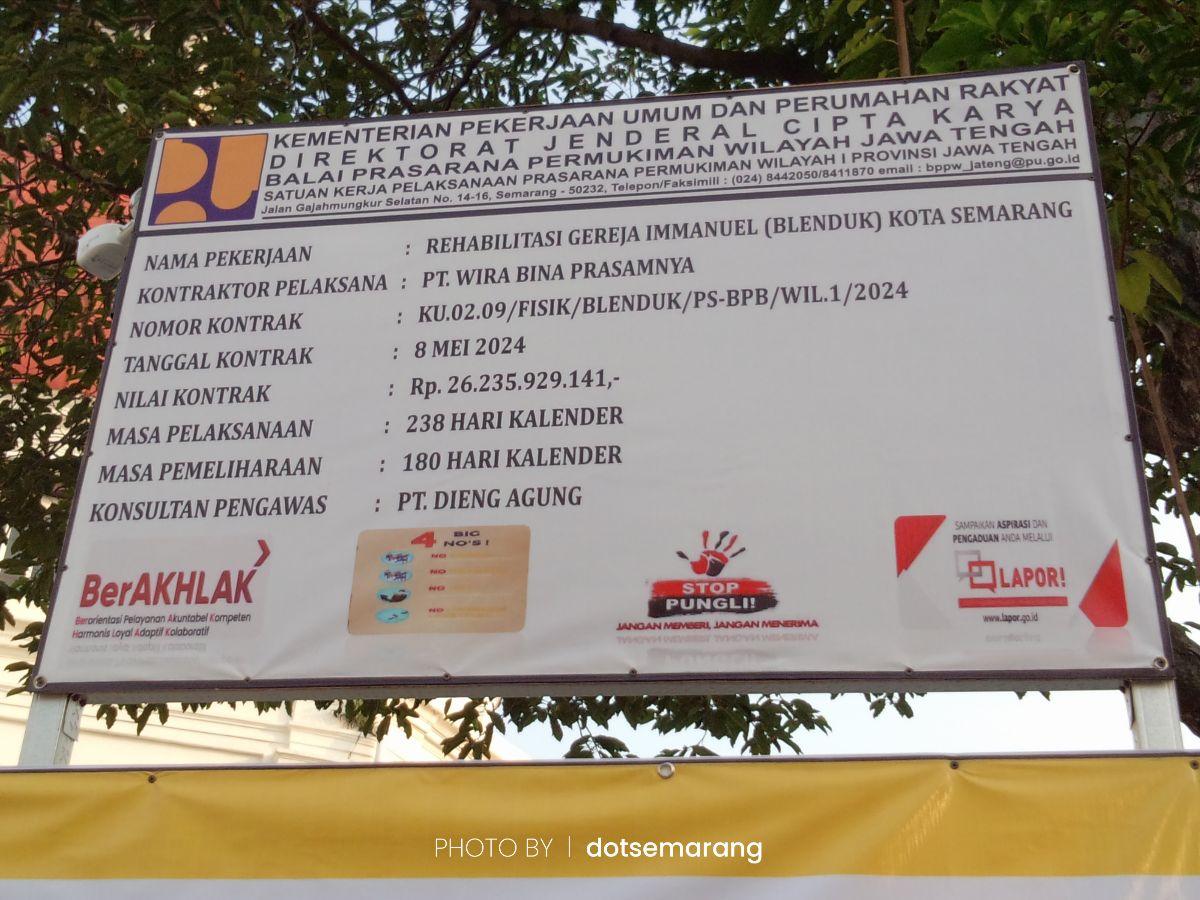 KEMENTERIAN PEKERJAAN UMUM DAN PERUMAHAN RAKYAT
DIREKTORAT JENDERAL CIPTA KARYA
BALAI PRASARANA PERMUKIMAN WILAYAH JAWA TENGAH
SATUAN KERJA PELAKSANAAN PRASARANA PERMUKIMAN WILAYAH I PROVINSI JAWA TENGAH
Jalan Gajahmungkur Selatan No. 14-16, Semarang - 50232, Telepon/Faksimili : (024) 8442050/8411870 email : bppw_jateng@pu.go.id
NAMA PEKERJAAN : REHABILITASI GEREJA IMMANUEL (BLENDUK) KOTA SEMARANG
KONTRAKTOR PELAKSANA : PT. WIRA BINA PRASAMNYA
NOMOR KONTRAK : KU.02.09/FISIK/BLENDUK/PS-BPB/WIL.1/2024
TANGGAL KONTRAK : 8 MEI 2024
NILAI KONTRAK : Rp. 26.235.929.141,-
MASA PELAKSANAAN : 238 HARI KALENDER
MASA PEMELIHARAAN : 180 HARI KALENDER
KONSULTAN PENGAWAS : PT. DIENG AGUNG
BerAKHLAK
Berorientasi Pelayanan Akuntabel Kompeten
Harmonis Loyal Adaptif Kolaboratif
4 BIG NO'S !
NO
NO
NO
NO
STOP
PUNGLI!
JANGAN MEMBERI, JANGAN MENERIMA
SAMPAIKAN ASPIRASI DAN
PENGADUAN ANDA MELALUI
LAPOR!
www.lapor.go.id
PHOTO BY | dotsemarang